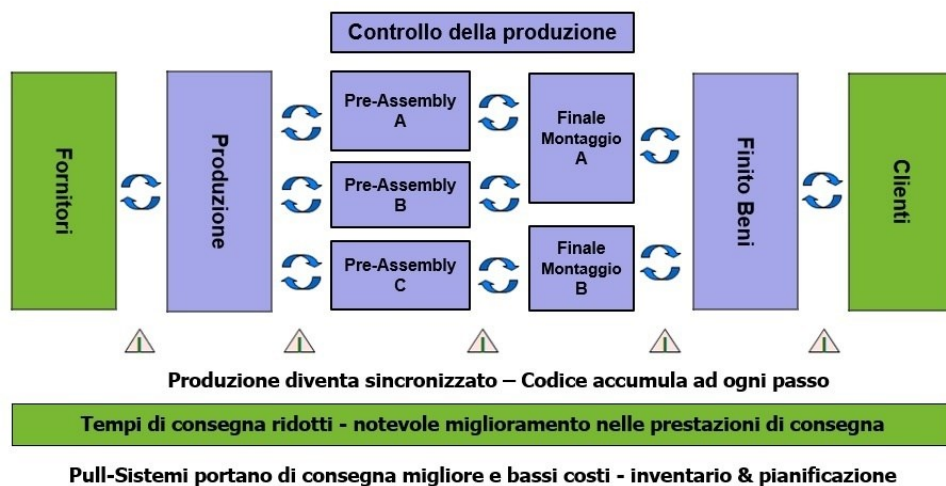 Controllo della produzione
Fornitori
Produzione
Pre-Assembly
A
Pre-Assembly
B
Pre-Assembly
C
Finale
Montaggio
A
Finale
Montaggio
B
Finito Beni
Clienti
I
I
I
I
I
Produzione diventa sincronizzato – Codice accumula ad ogni passo
Tempi di consegna ridotti - notevole miglioramento nelle prestazioni di consegna
Pull-Sistemi portano di consegna migliore e bassi costi - inventario & pianificazione